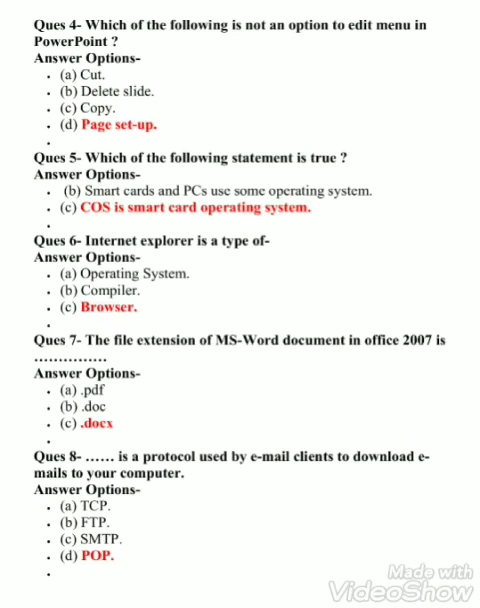 Ques 4- Which of the following is not an option to edit menu in
PowerPoint ?
Answer Options-
• (a) Cut.
• (b) Delete slide.
• (c) Copy.
• (d) Page set-up.
•
Ques 5- Which of the following statement is true ?
Answer Options-
• (b) Smart cards and PCs use some operating system.
• (c) COS is smart card operating system.
•
Ques 6- Internet explorer is a type of-
Answer Options-
• (a) Operating System.
• (b) Compiler.
• (c) Browser.
•
Ques 7- The file extension of MS-Word document in office 2007 is
...............
Answer Options-
• (a) .pdf
• (b) .doc
• (c) .docx
•
Ques 8- ...... is a protocol used by e-mail clients to download e-
mails to your computer.
Answer Options-
• (a) TCP.
• (b) FTP.
• (c) SMTP.
• (d) POP.
•
Made with
VideoShow